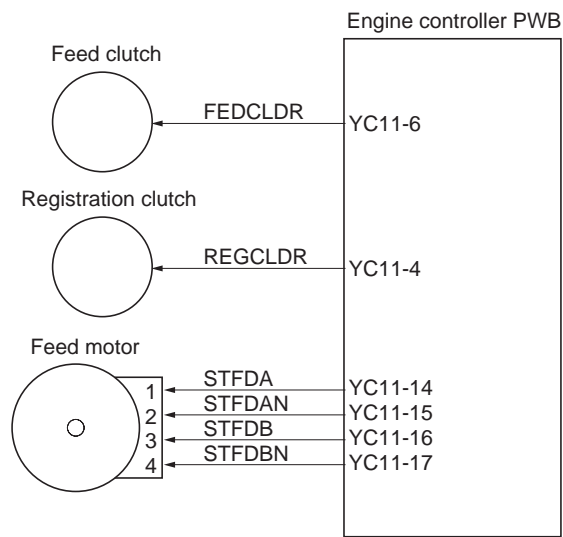 Engine controller PWB
Feed clutch
FEDCLDR
YC11-6
Registration clutch
REGCLDR
YC11-4
Feed motor
1 STFDA YC11-14
2 STFDAN YC11-15
3 STFDB YC11-16
4 STFDBN YC11-17